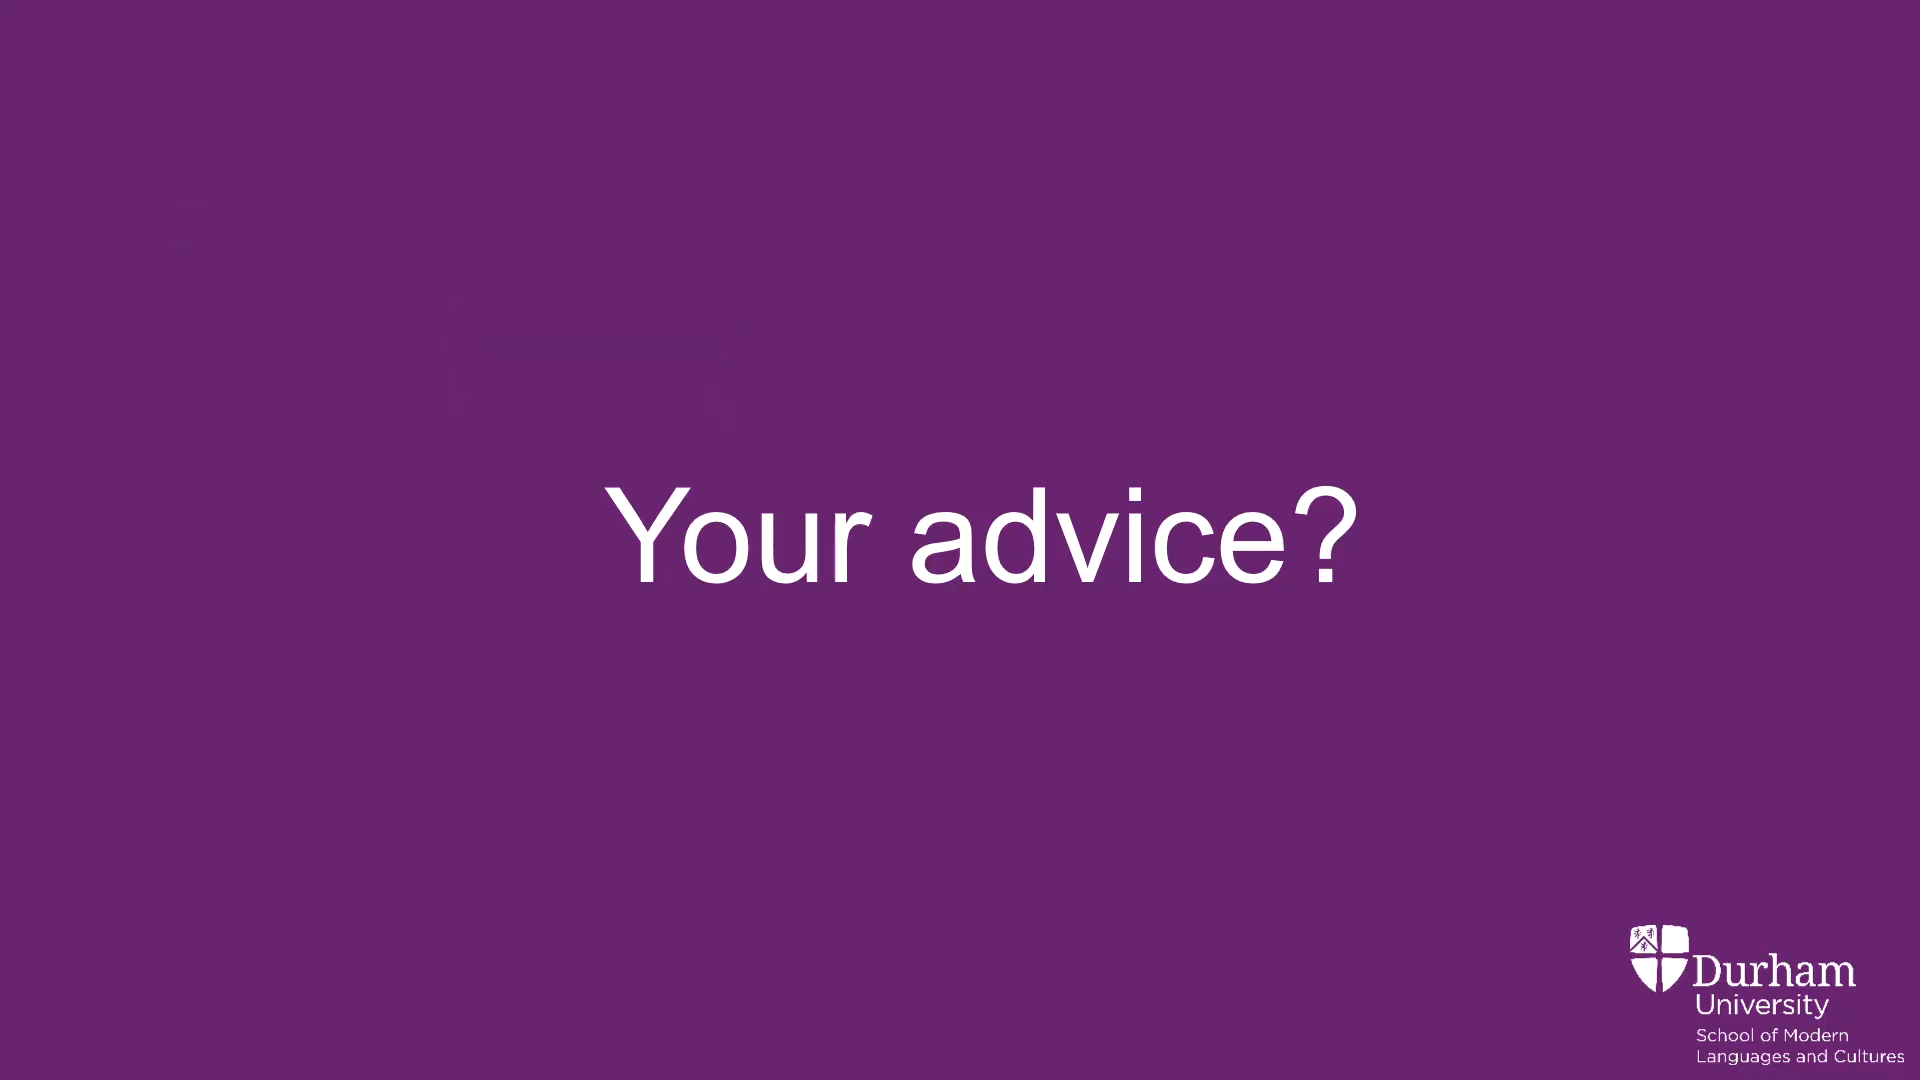 Your advice?
Durham
University
School of Modern
Languages and Cultures